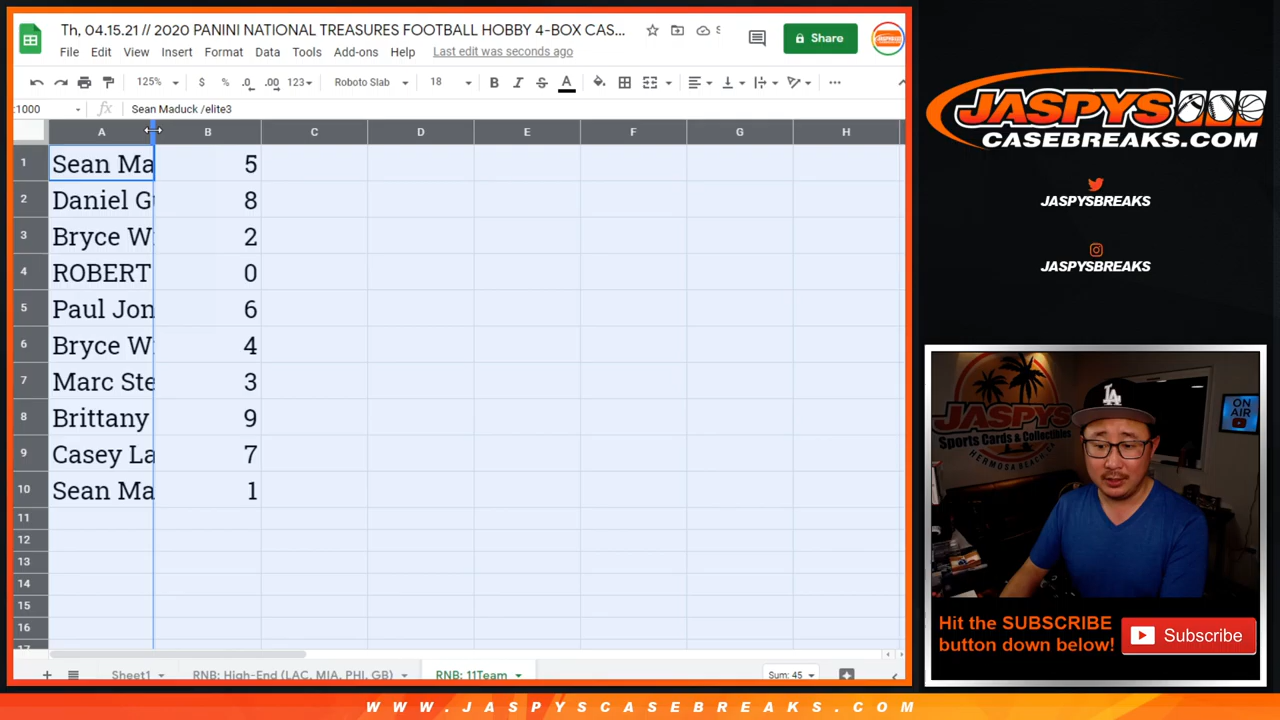 Th, 04.15.21 // 2020 PANINI NATIONAL TREASURES FOOTBALL HOBBY 4-BOX CAS...
File Edit View Insert Format Data Tools Add-ons Help Last edit was seconds ago
Share
125% $ % .0 .00 123 Roboto Slab 18 B I S A
:1000 fx Sean Maduck /elite3
A B C D E F G H
1 Sean Ma 5
2 Daniel G 8
3 Bryce W 2
4 ROBERT 0
5 Paul Jon 6
6 Bryce W 4
7 Marc Ste 3
8 Brittany 9
9 Casey La 7
10 Sean Ma 1
11
12
13
14
15
16
17
Sheet1 RNB: High-End (LAC, MIA, PHI, GB) RNB: 11Team Sum: 45
JASPYS
CASEBREAKS.COM
JASPYSBREAKS
JASPYSBREAKS
JASPYS
Sports Cards & Collectibles
HERMOSA BEACH, CA
LA
ON AIR
Hit the SUBSCRIBE
button down below!
Subscribe
WWW.JASPYSCASEBREAKS.COM